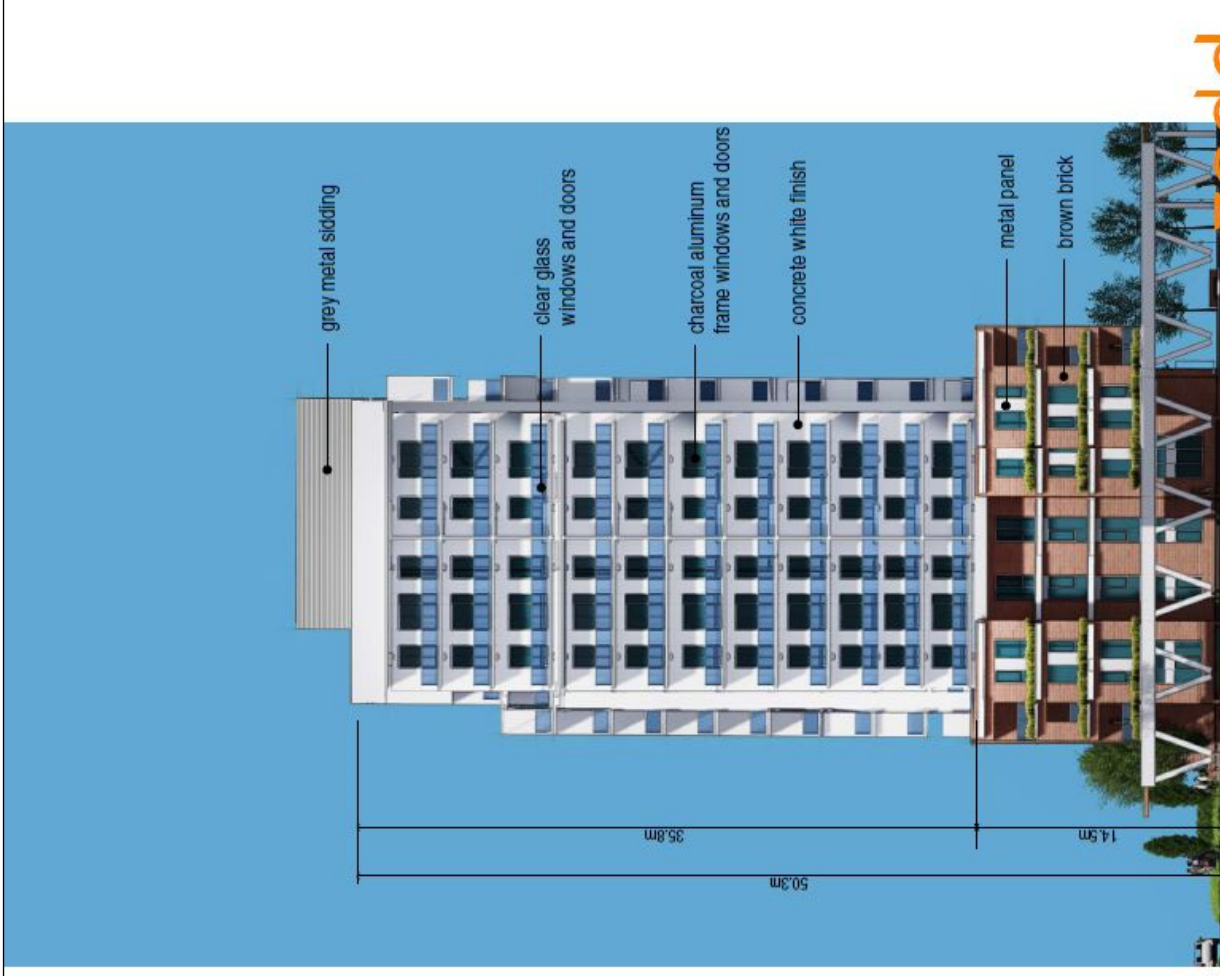 grey metal sidding
clear glass
windows and doors
charcoal aluminum
frame windows and doors
concrete white finish
metal panel
brown brick
35.8m
14.5m
50.3m